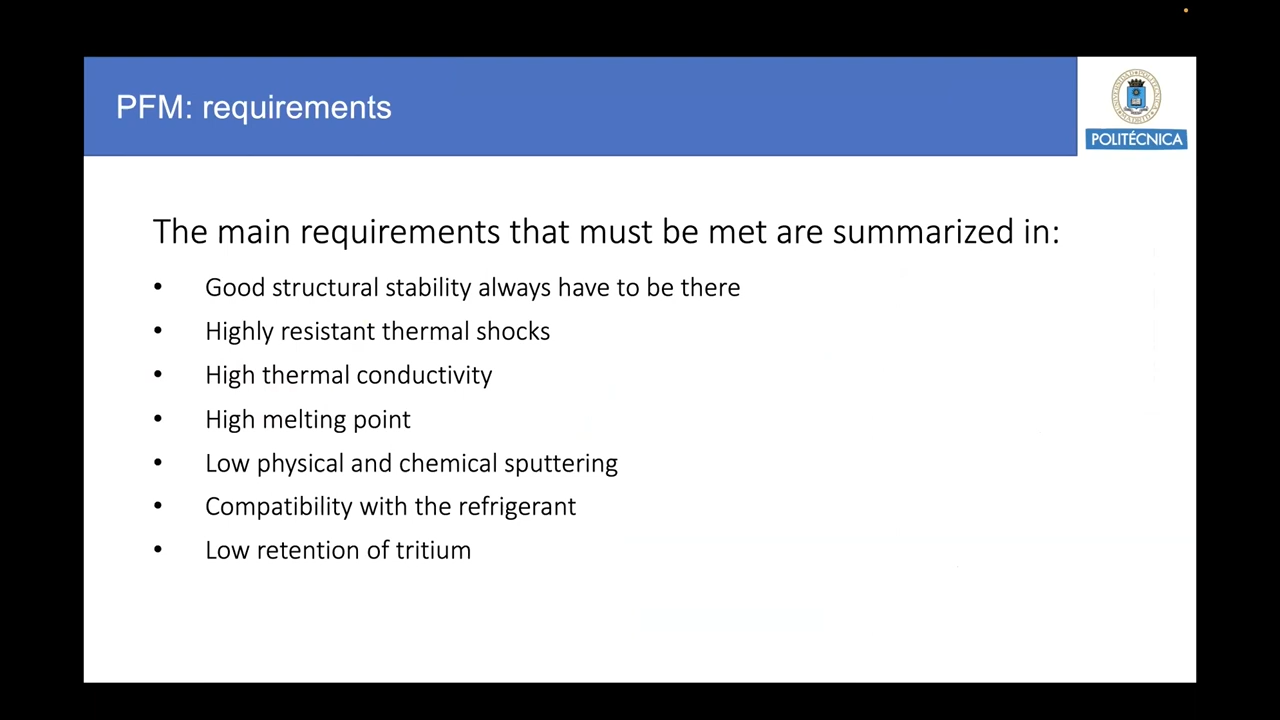 PFM: requirements
POLITÉCNICA
The main requirements that must be met are summarized in:
• Good structural stability always have to be there
• Highly resistant thermal shocks
• High thermal conductivity
• High melting point
• Low physical and chemical sputtering
• Compatibility with the refrigerant
• Low retention of tritium